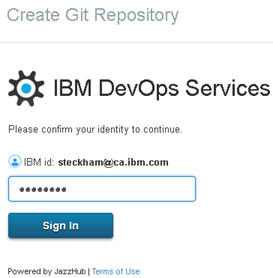 Create Git Repository
IBM DevOps Services
Please confirm your identity to continue.
IBM id: steckham@ca.ibm.com
••••••••
Sign In
Powered by JazzHub | Terms of Use